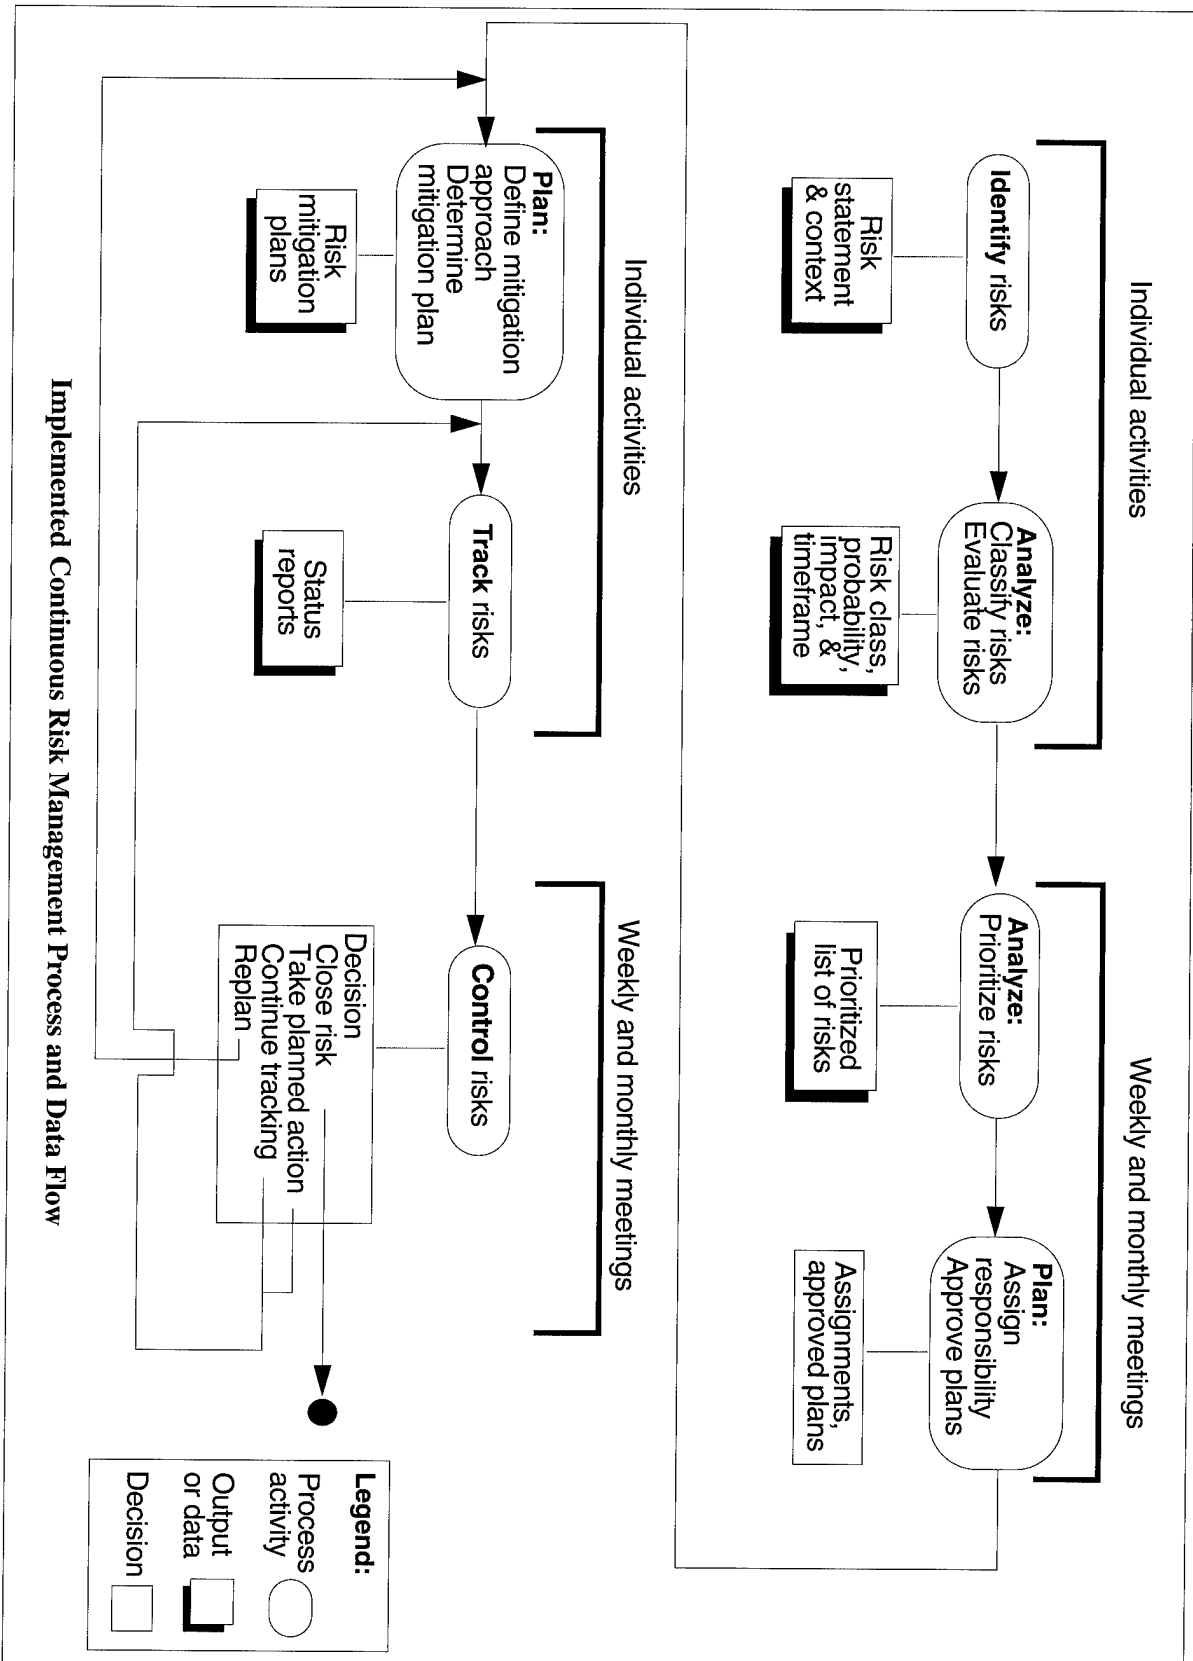 Individual activities
Weekly and monthly meetings
Identify risks
Risk
statement
& context
Analyze:
Classify risks
Evaluate risks
Risk class,
probability,
impact, &
timeframe
Analyze:
Prioritize risks
Prioritized
list of risks
Plan:
Assign
responsibility
Approve plans
Assignments,
approved plans
Individual activities
Weekly and monthly meetings
Plan:
Define mitigation
approach
Determine
mitigation plan
Risk
mitigation
plans
Track risks
Status
reports
Control risks
Decision
Close risk
Take planned action
Continue tracking
Replan
Legend:
Process
activity
Output
or data
Decision
Implemented Continuous Risk Management Process and Data Flow